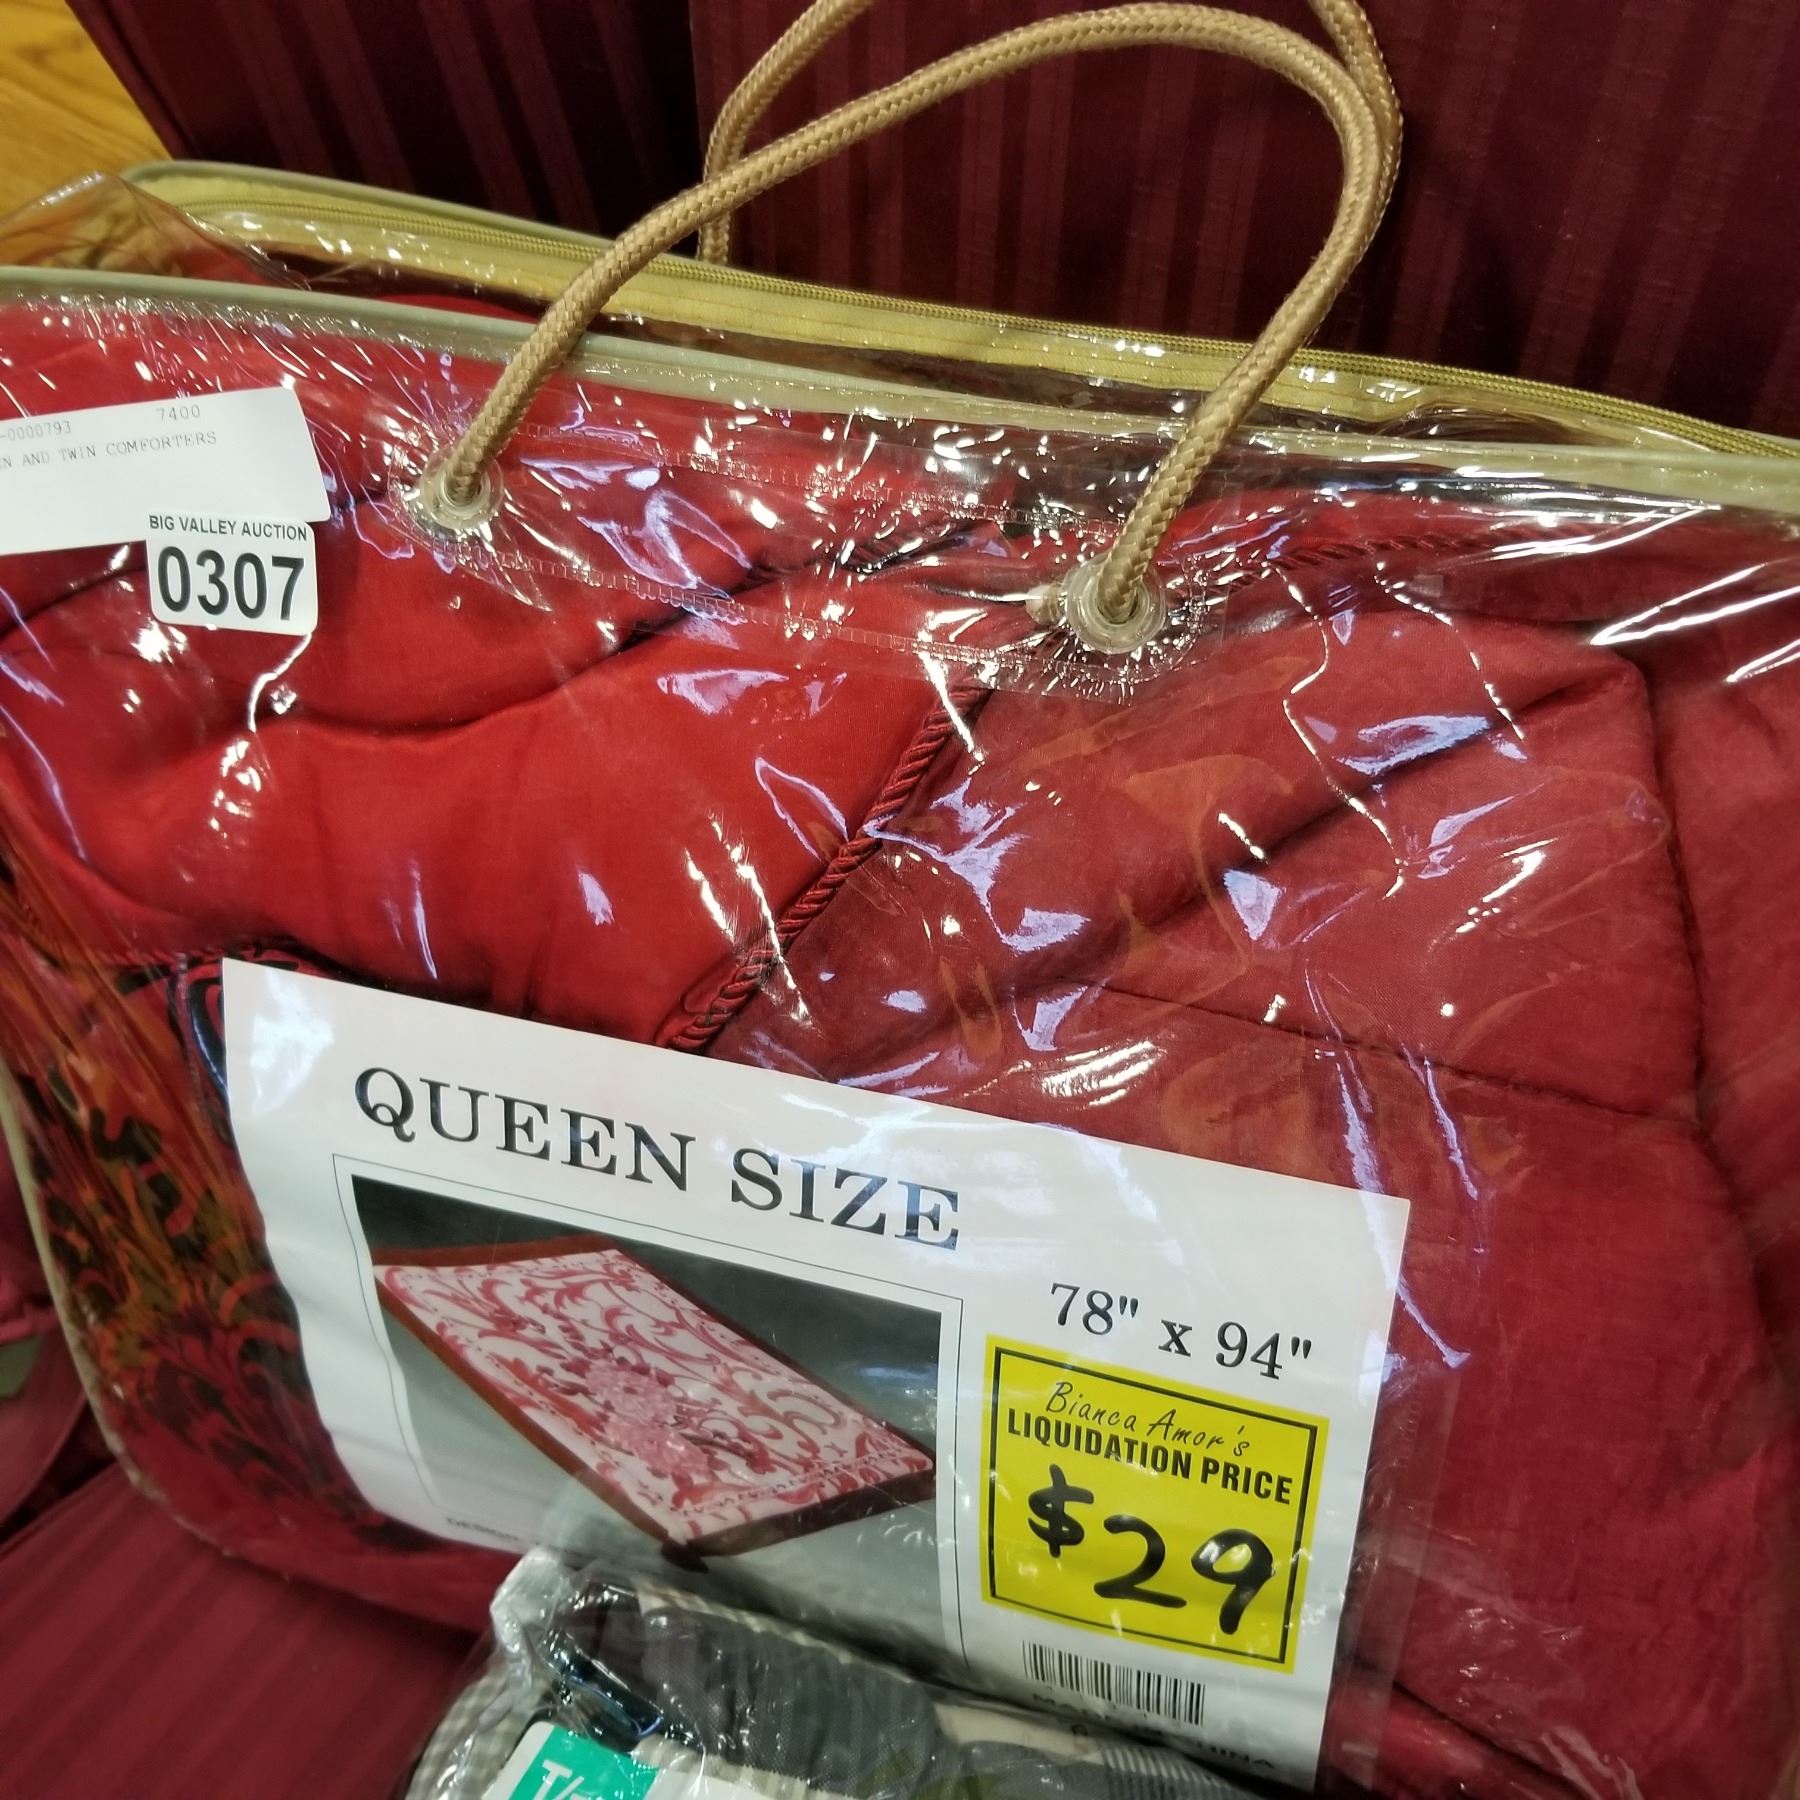 -0000793 7400
AND TWIN COMFORTERS
BIG VALLEY AUCTION
0307
QUEEN SIZE
78" x 94"
Bianca Amor's
LIQUIDATION PRICE
$29